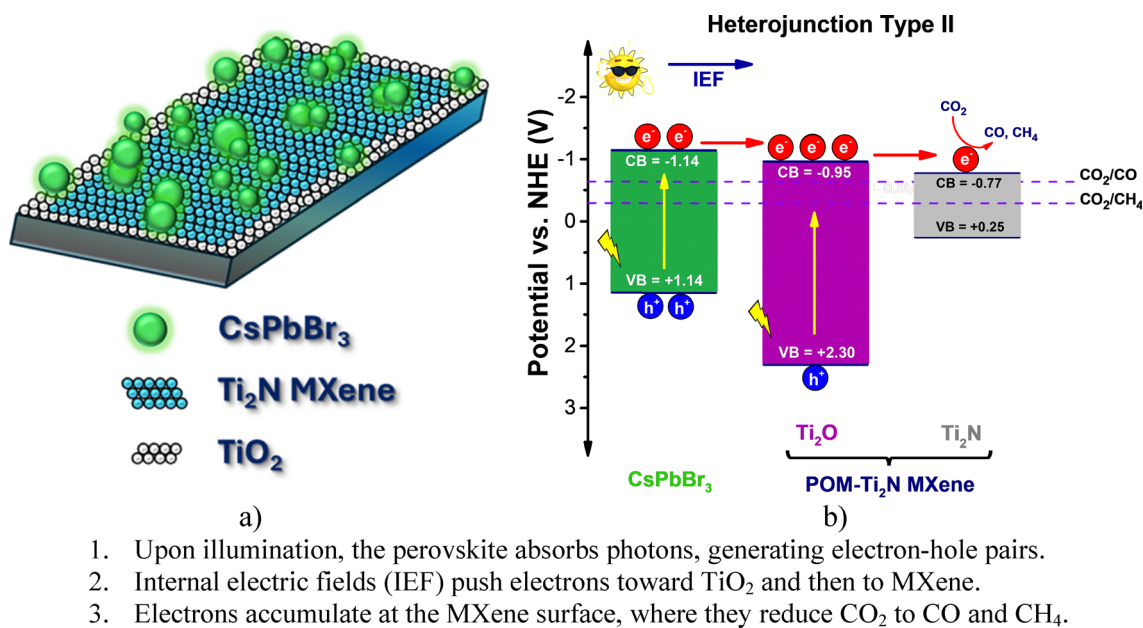 Heterojunction Type II
IEF
Potential vs. NHE (V)
-2
-1
0
1
2
3
e⁻ e⁻
CB = -1.14
VB = +1.14
h⁺ h⁺
e⁻ e⁻ e⁻
CB = -0.95
VB = +2.30
h⁺
CO₂
CO, CH₄
e⁻
CB = -0.77
VB = +0.25
CO₂/CO
CO₂/CH₄
Ti₂O
Ti₂N
CsPbBr₃
POM-Ti₂N MXene
CsPbBr₃
Ti₂N MXene
TiO₂
a)
b)
1. Upon illumination, the perovskite absorbs photons, generating electron-hole pairs.
2. Internal electric fields (IEF) push electrons toward TiO₂ and then to MXene.
3. Electrons accumulate at the MXene surface, where they reduce CO₂ to CO and CH₄.